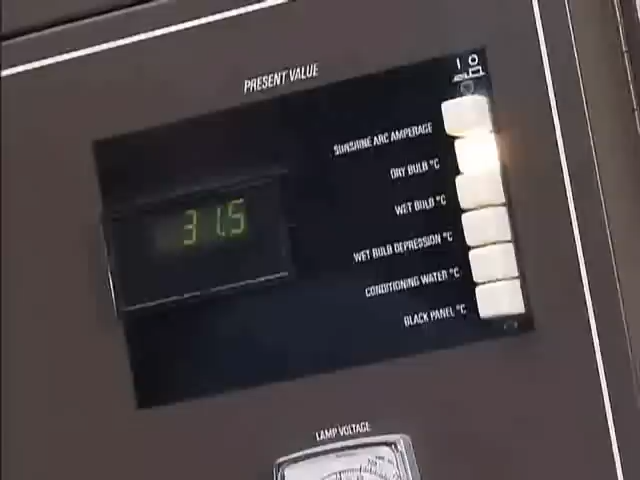 PRESENT VALUE
I O
SUNSHINE ARC AMPERAGE
DRY BULB °C
31.5
WET BULB °C
WET BULB DEPRESSION °C
CONDITIONING WATER °C
BLACK PANEL °C
LAMP VOLTAGE